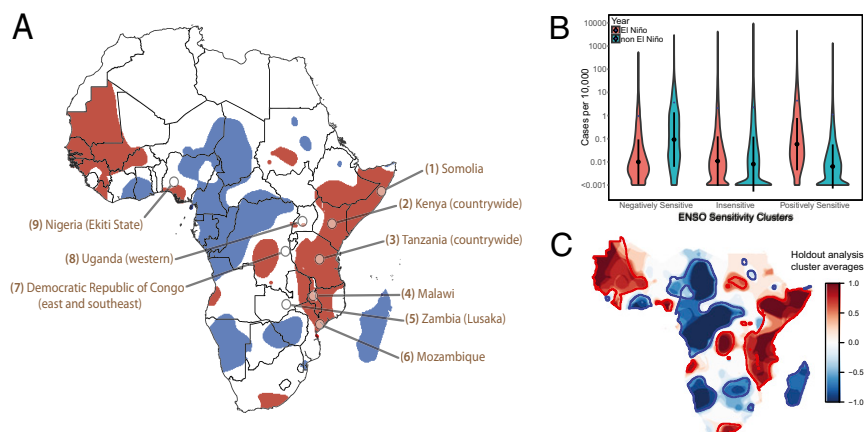 A
(1) Somolia
(2) Kenya (countrywide)
(3) Tanzania (countrywide)
(4) Malawi
(5) Zambia (Lusaka)
(6) Mozambique
(9) Nigeria (Ekiti State)
(8) Uganda (western)
(7) Democratic Republic of Congo
(east and southeast)
B
Year
El Niño
non El Niño
Cases per 10,000
10000
1000
100
10
1
0.1
0.01
<0.001
Negatively Sensitive
Insensitive
Positively Sensitive
ENSO Sensitivity Clusters
C
Holdout analysis
cluster averages
1.0
0.5
0.0
−0.5
−1.0